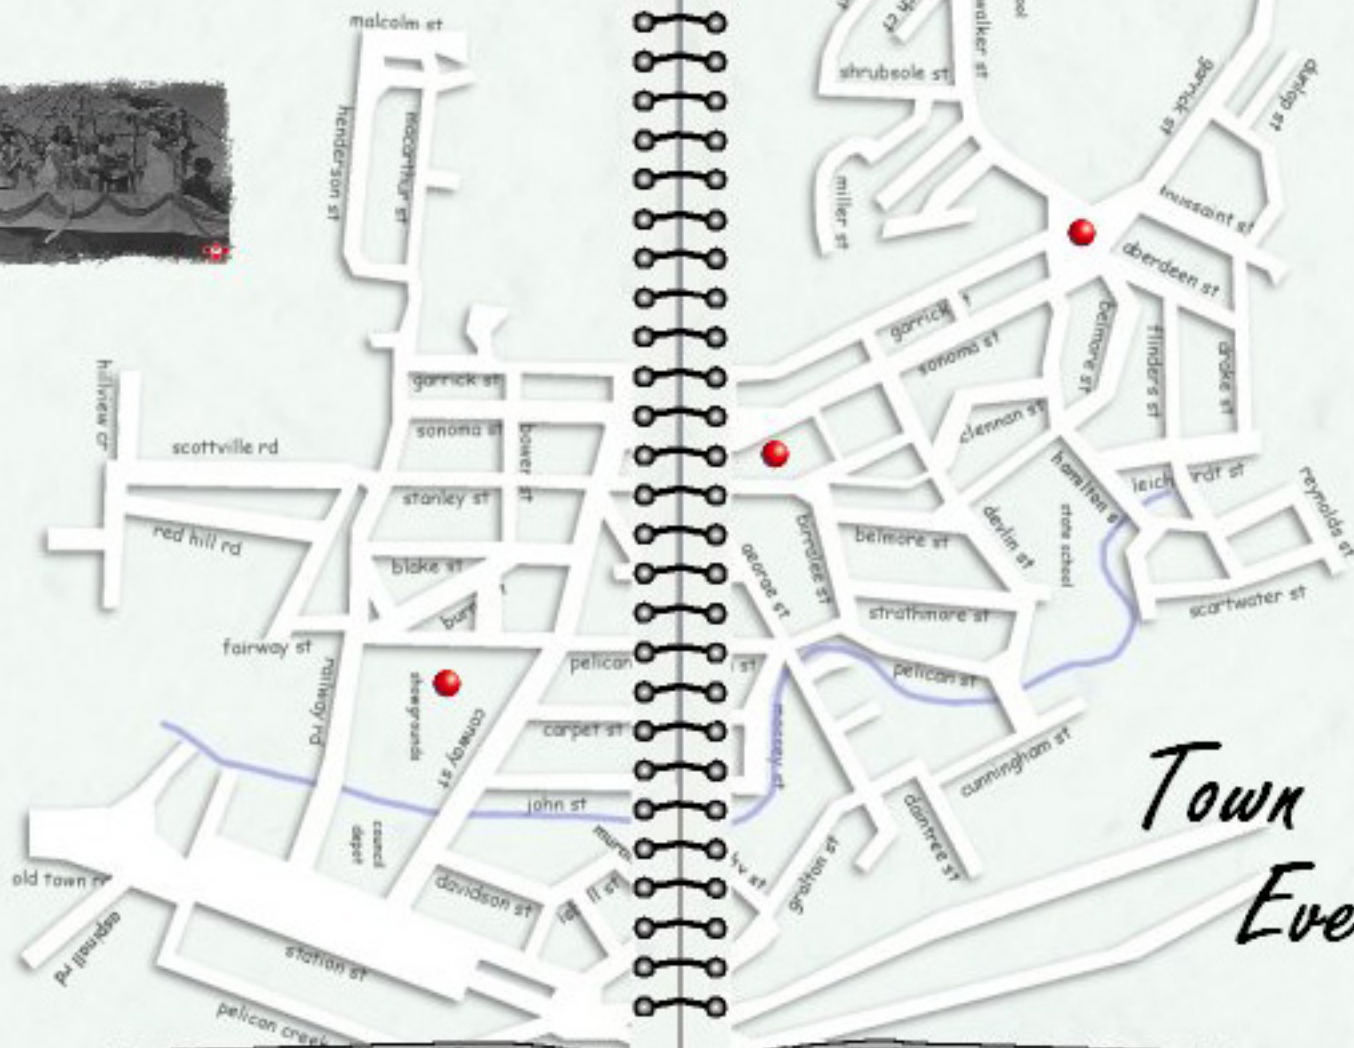 malcolm st
henderson st
macarthur st
shrubsole st
walker st
garrick st
dunlop st
miller st
toussaint st
aberdeen st
garrick
sonoma st
belmore st
flinders st
drake st
hillview cr
garrick st
scottville rd
sonoma st
bower st
clennan st
stanley st
hamilton s
leich rdt st
reynolds st
red hill rd
blake st
george st
birralee st
belmore st
devlin st
state school
strathmore st
scartwater st
fairway st
pelican
st
pelican st
railway rd
showgrounds
conway st
carpet st
cunningham st
john st
daintree st
council
depot
grafton st
old town rd
davidson st
aspinall rd
station st
pelican creek
Town
Eve